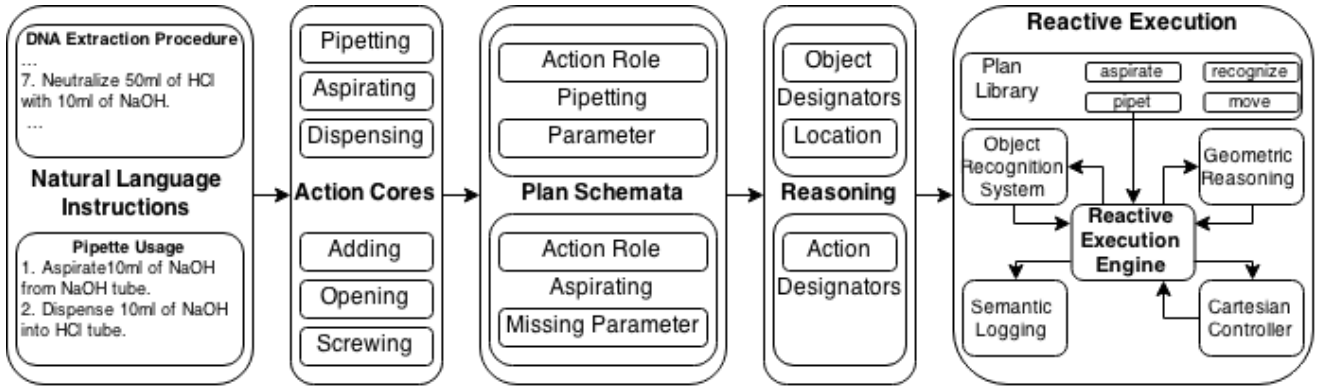 DNA Extraction Procedure
...
7. Neutralize 50ml of HCl
with 10ml of NaOH.
...
Natural Language
Instructions
Pipette Usage
1. Aspirate10ml of NaOH
from NaOH tube.
2. Dispense 10ml of NaOH
into HCl tube.
Pipetting
Aspirating
Dispensing
Action Cores
Adding
Opening
Screwing
Action Role
Pipetting
Parameter
Plan Schemata
Action Role
Aspirating
Missing Parameter
Object
Designators
Location
Reasoning
Action
Designators
Reactive Execution
Plan
Library
aspirate
recognize
pipet
move
Object
Recognition
System
Geometric
Reasoning
Reactive
Execution
Engine
Semantic
Logging
Cartesian
Controller